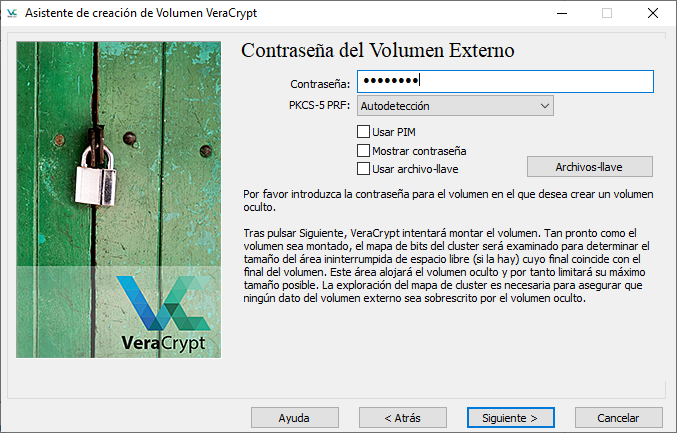 Asistente de creación de Volumen VeraCrypt
Contraseña del Volumen Externo
Contraseña: ●●●●●●●●
PKCS-5 PRF: Autodetección
Usar PIM
Mostrar contraseña
Usar archivo-llave Archivos-llave
Por favor introduzca la contraseña para el volumen en el que desea crear un volumen
oculto.
Tras pulsar Siguiente, VeraCrypt intentará montar el volumen. Tan pronto como el
volumen sea montado, el mapa de bits del cluster será examinado para determinar el
tamaño del área ininterrumpida de espacio libre (si la hay) cuyo final coincide con el
final del volumen. Este área alojará el volumen oculto y por tanto limitará su máximo
tamaño posible. La exploración del mapa de cluster es necesaria para asegurar que
ningún dato del volumen externo sea sobrescrito por el volumen oculto.
VeraCrypt
Ayuda < Atrás Siguiente > Cancelar